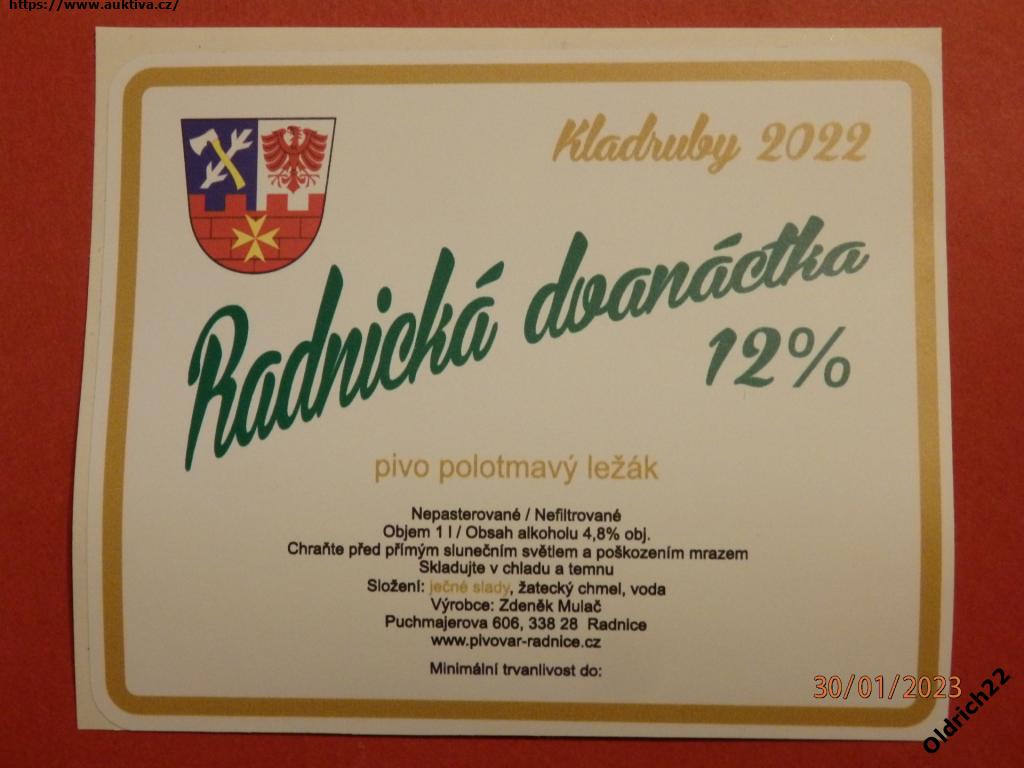 https://www.auktiva.cz/
Kladruby 2022
Radnická dvanáctka
12%
pivo polotmavý ležák
Nepasterované / Nefiltrované
Objem 1 l / Obsah alkoholu 4,8% obj.
Chraňte před přímým slunečním světlem a poškozením mrazem
Skladujte v chladu a temnu
Složení: ječné slady, žatecký chmel, voda
Výrobce: Zdeněk Mulač
Puchmajerova 606, 338 28 Radnice
www.pivovar-radnice.cz
Minimální trvanlivost do:
30/01/2023
Oldrich22